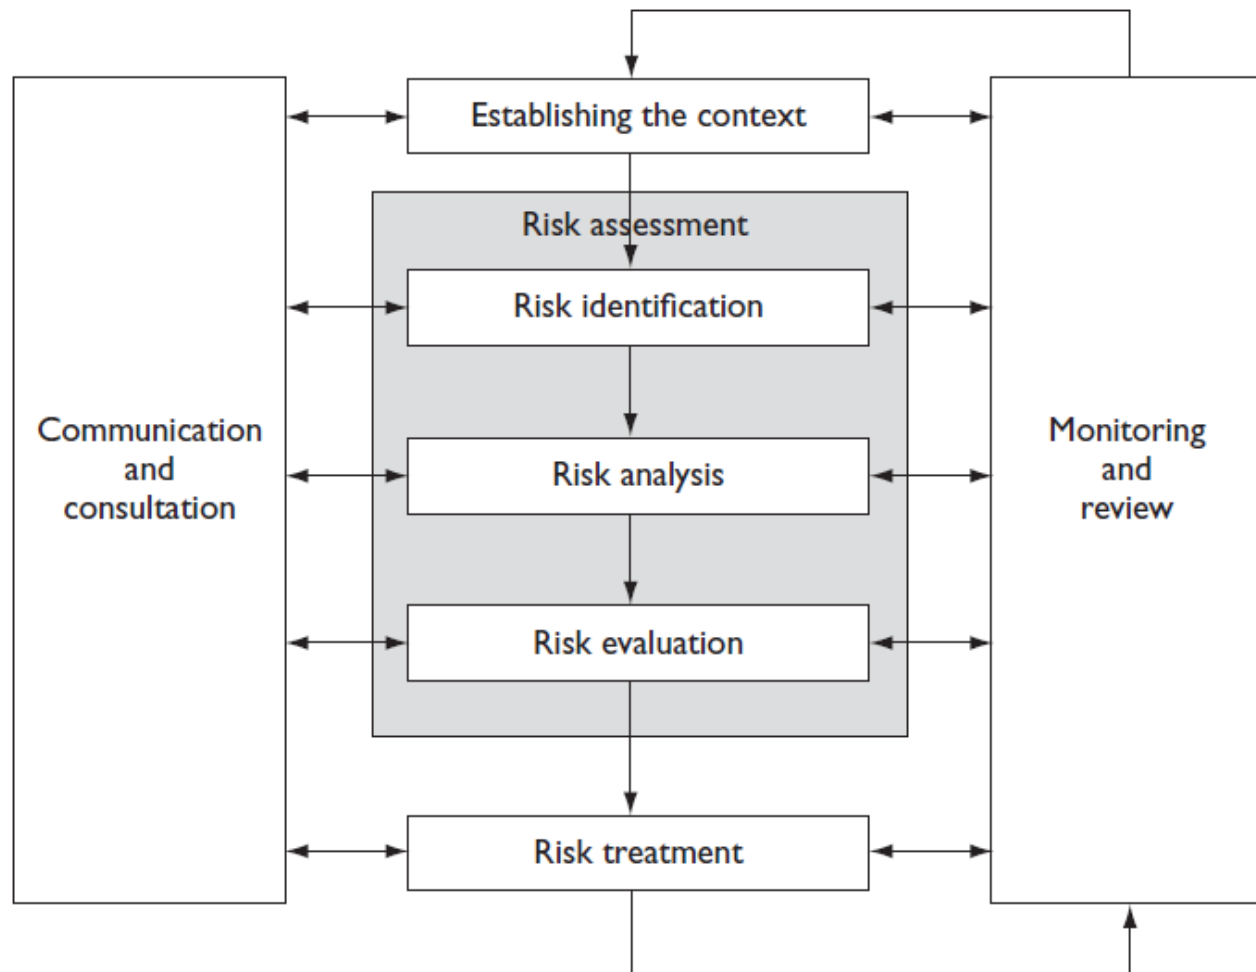 Establishing the context
Risk assessment
Risk identification
Communication
and
consultation
Monitoring
and
review
Risk analysis
Risk evaluation
Risk treatment